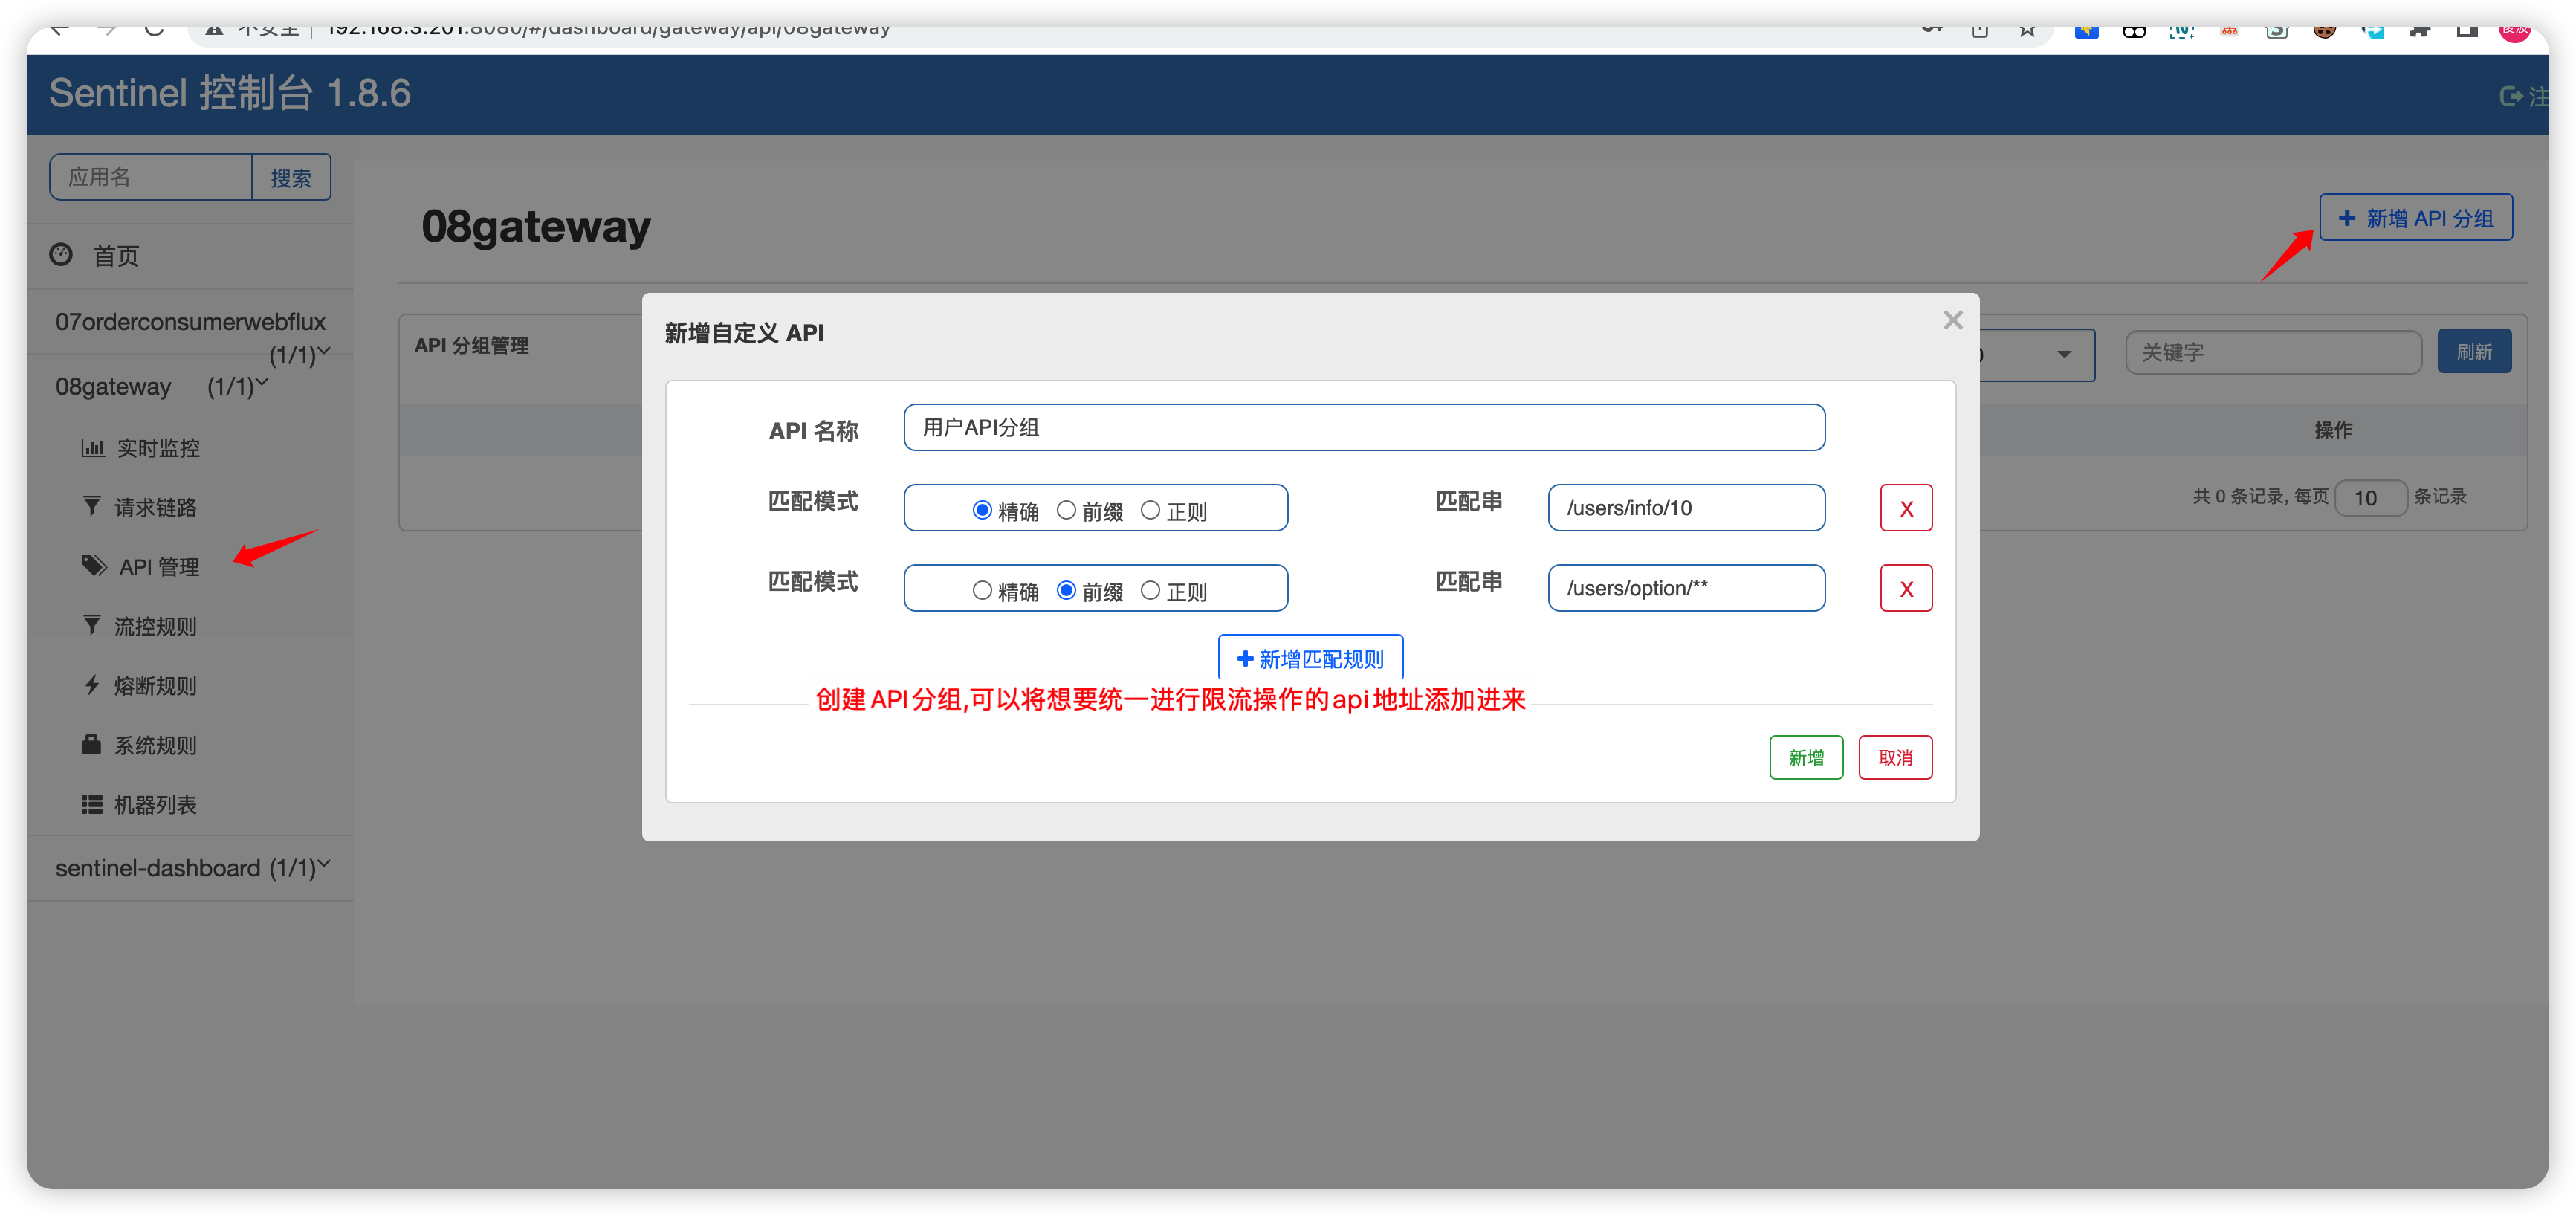 不安全 | 192.168.3.201:8080/#/dashboard/gateway/api/08gateway
Sentinel 控制台 1.8.6
应用名 搜索
首页
07orderconsumerwebflux
(1/1)
08gateway (1/1)
实时监控
请求链路
API 管理
流控规则
熔断规则
系统规则
机器列表
sentinel-dashboard (1/1)
08gateway
+ 新增 API 分组
API 分组管理
关键字 刷新
操作
共 0 条记录, 每页 10 条记录
新增自定义 API
×
API 名称 用户API分组
匹配模式 精确 前缀 正则 匹配串 /users/info/10 X
匹配模式 精确 前缀 正则 匹配串 /users/option/** X
+ 新增匹配规则
创建API分组,可以将想要统一进行限流操作的api地址添加进来
新增 取消